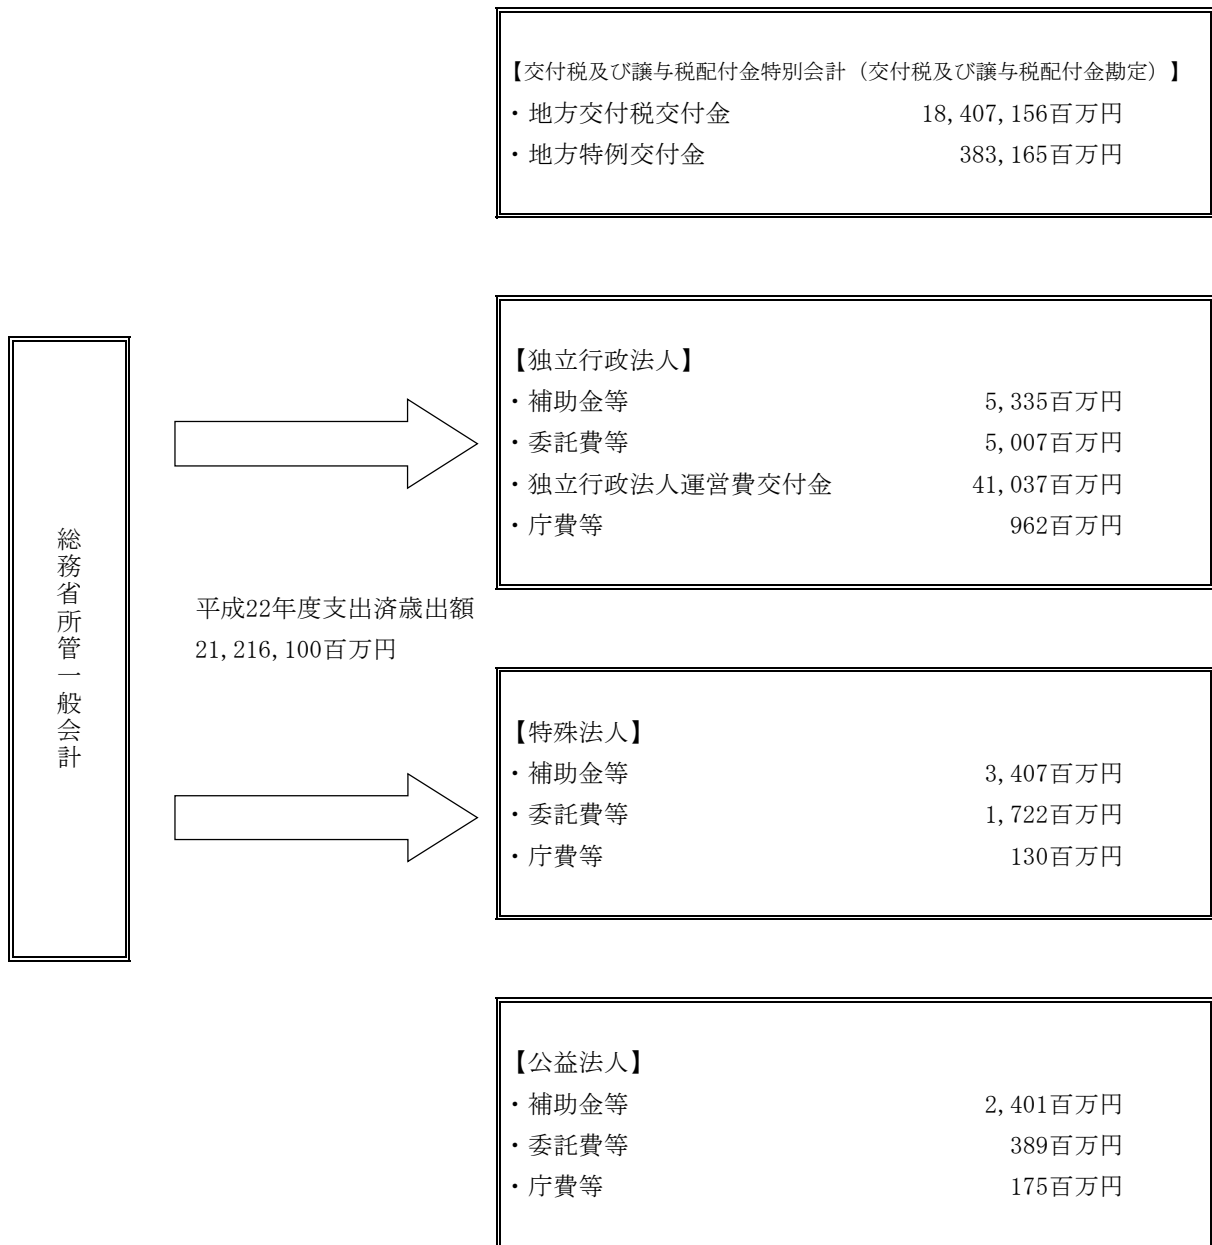 【交付税及び譲与税配付金特別会計（交付税及び譲与税配付金勘定）】
・地方交付税交付金 18,407,156百万円
・地方特例交付金 383,165百万円
【独立行政法人】
・補助金等 5,335百万円
・委託費等 5,007百万円
・独立行政法人運営費交付金 41,037百万円
・庁費等 962百万円
総務省所管一般会計
平成22年度支出済歳出額
21,216,100百万円
【特殊法人】
・補助金等 3,407百万円
・委託費等 1,722百万円
・庁費等 130百万円
【公益法人】
・補助金等 2,401百万円
・委託費等 389百万円
・庁費等 175百万円